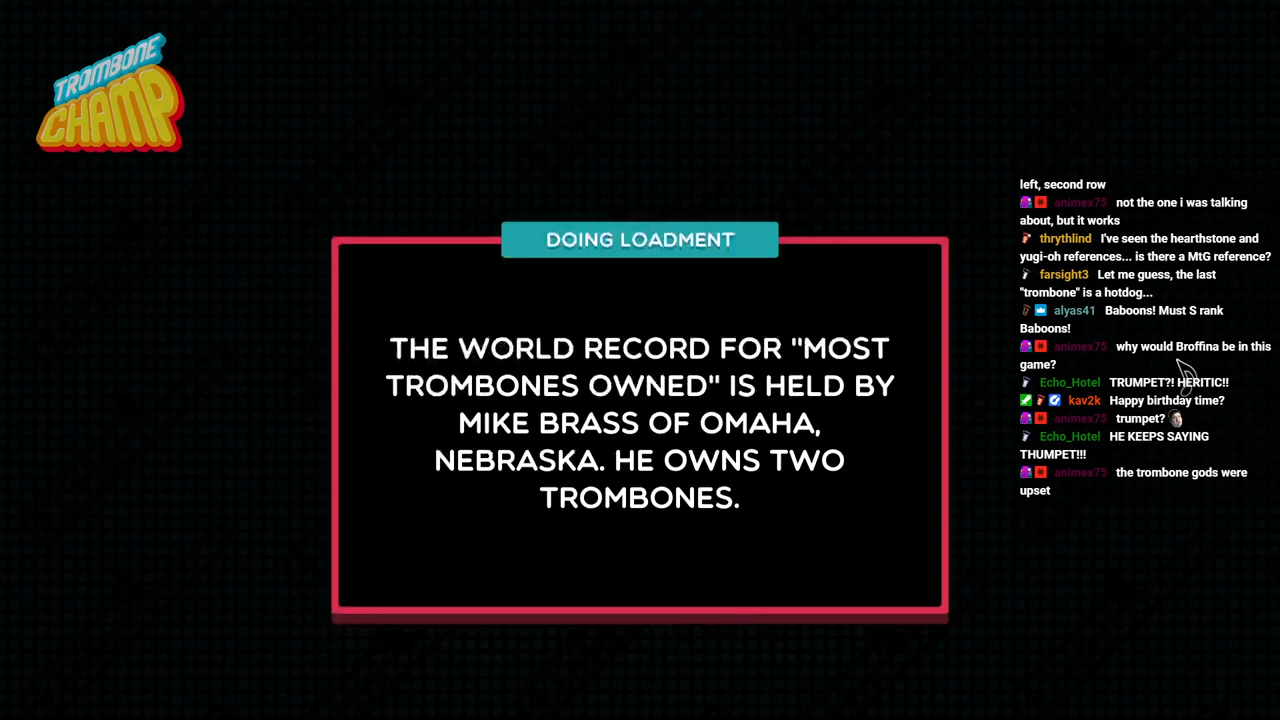 TROMBONE
CHAMP
DOING LOADMENT
THE WORLD RECORD FOR "MOST
TROMBONES OWNED" IS HELD BY
MIKE BRASS OF OMAHA,
NEBRASKA. HE OWNS TWO
TROMBONES.
left, second row
animex75 not the one i was talking
about, but it works
thrythlind I've seen the hearthstone and
yugi-oh references... is there a MtG reference?
farsight3 Let me guess, the last
"trombone" is a hotdog...
alyas41 Baboons! Must S rank
Baboons!
animex75 why would Broffina be in this
game?
Echo_Hotel TRUMPET?! HERITIC!!
kav2k Happy birthday time?
animex75 trumpet?
Echo_Hotel HE KEEPS SAYING
THUMPET!!!
animex75 the trombone gods were
upset